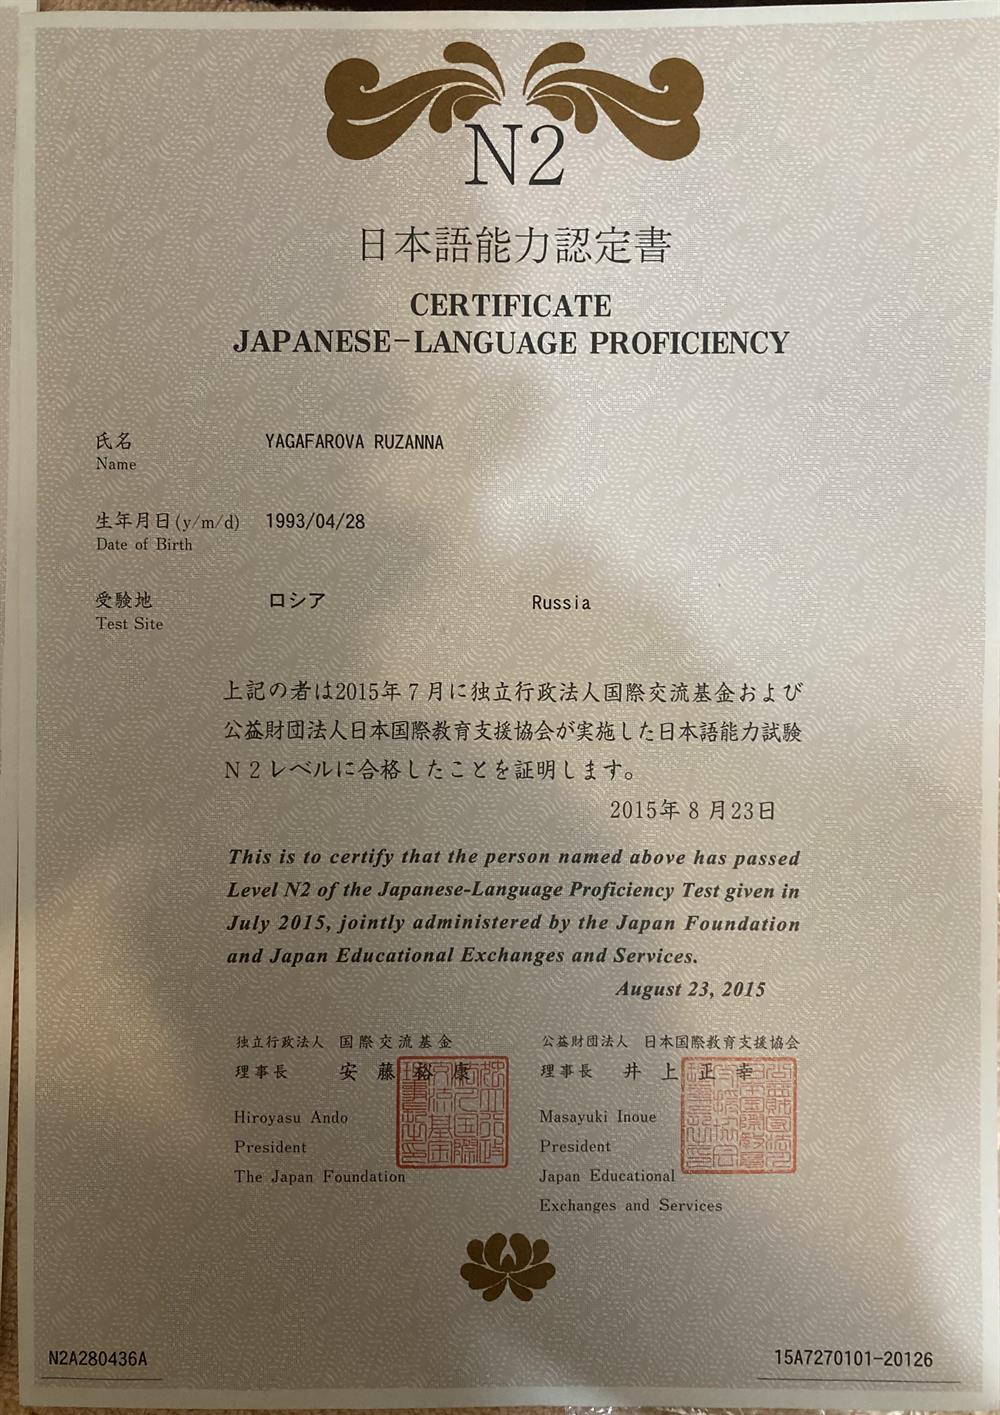 N2
日本語能力認定書
CERTIFICATE
JAPANESE-LANGUAGE PROFICIENCY
氏名 YAGAFAROVA RUZANNA
Name
生年月日(y/m/d) 1993/04/28
Date of Birth
受験地 ロシア Russia
Test Site
上記の者は2015年7月に独立行政法人国際交流基金および
公益財団法人日本国際教育支援協会が実施した日本語能力試験
N2レベルに合格したことを証明します。
2015年8月23日
This is to certify that the person named above has passed
Level N2 of the Japanese-Language Proficiency Test given in
July 2015, jointly administered by the Japan Foundation
and Japan Educational Exchanges and Services.
August 23, 2015
独立行政法人 国際交流基金
理事長 安藤裕康
Hiroyasu Ando
President
The Japan Foundation
公益財団法人 日本国際教育支援協会
理事長 井上正幸
Masayuki Inoue
President
Japan Educational
Exchanges and Services
N2A280436A
15A7270101-20126